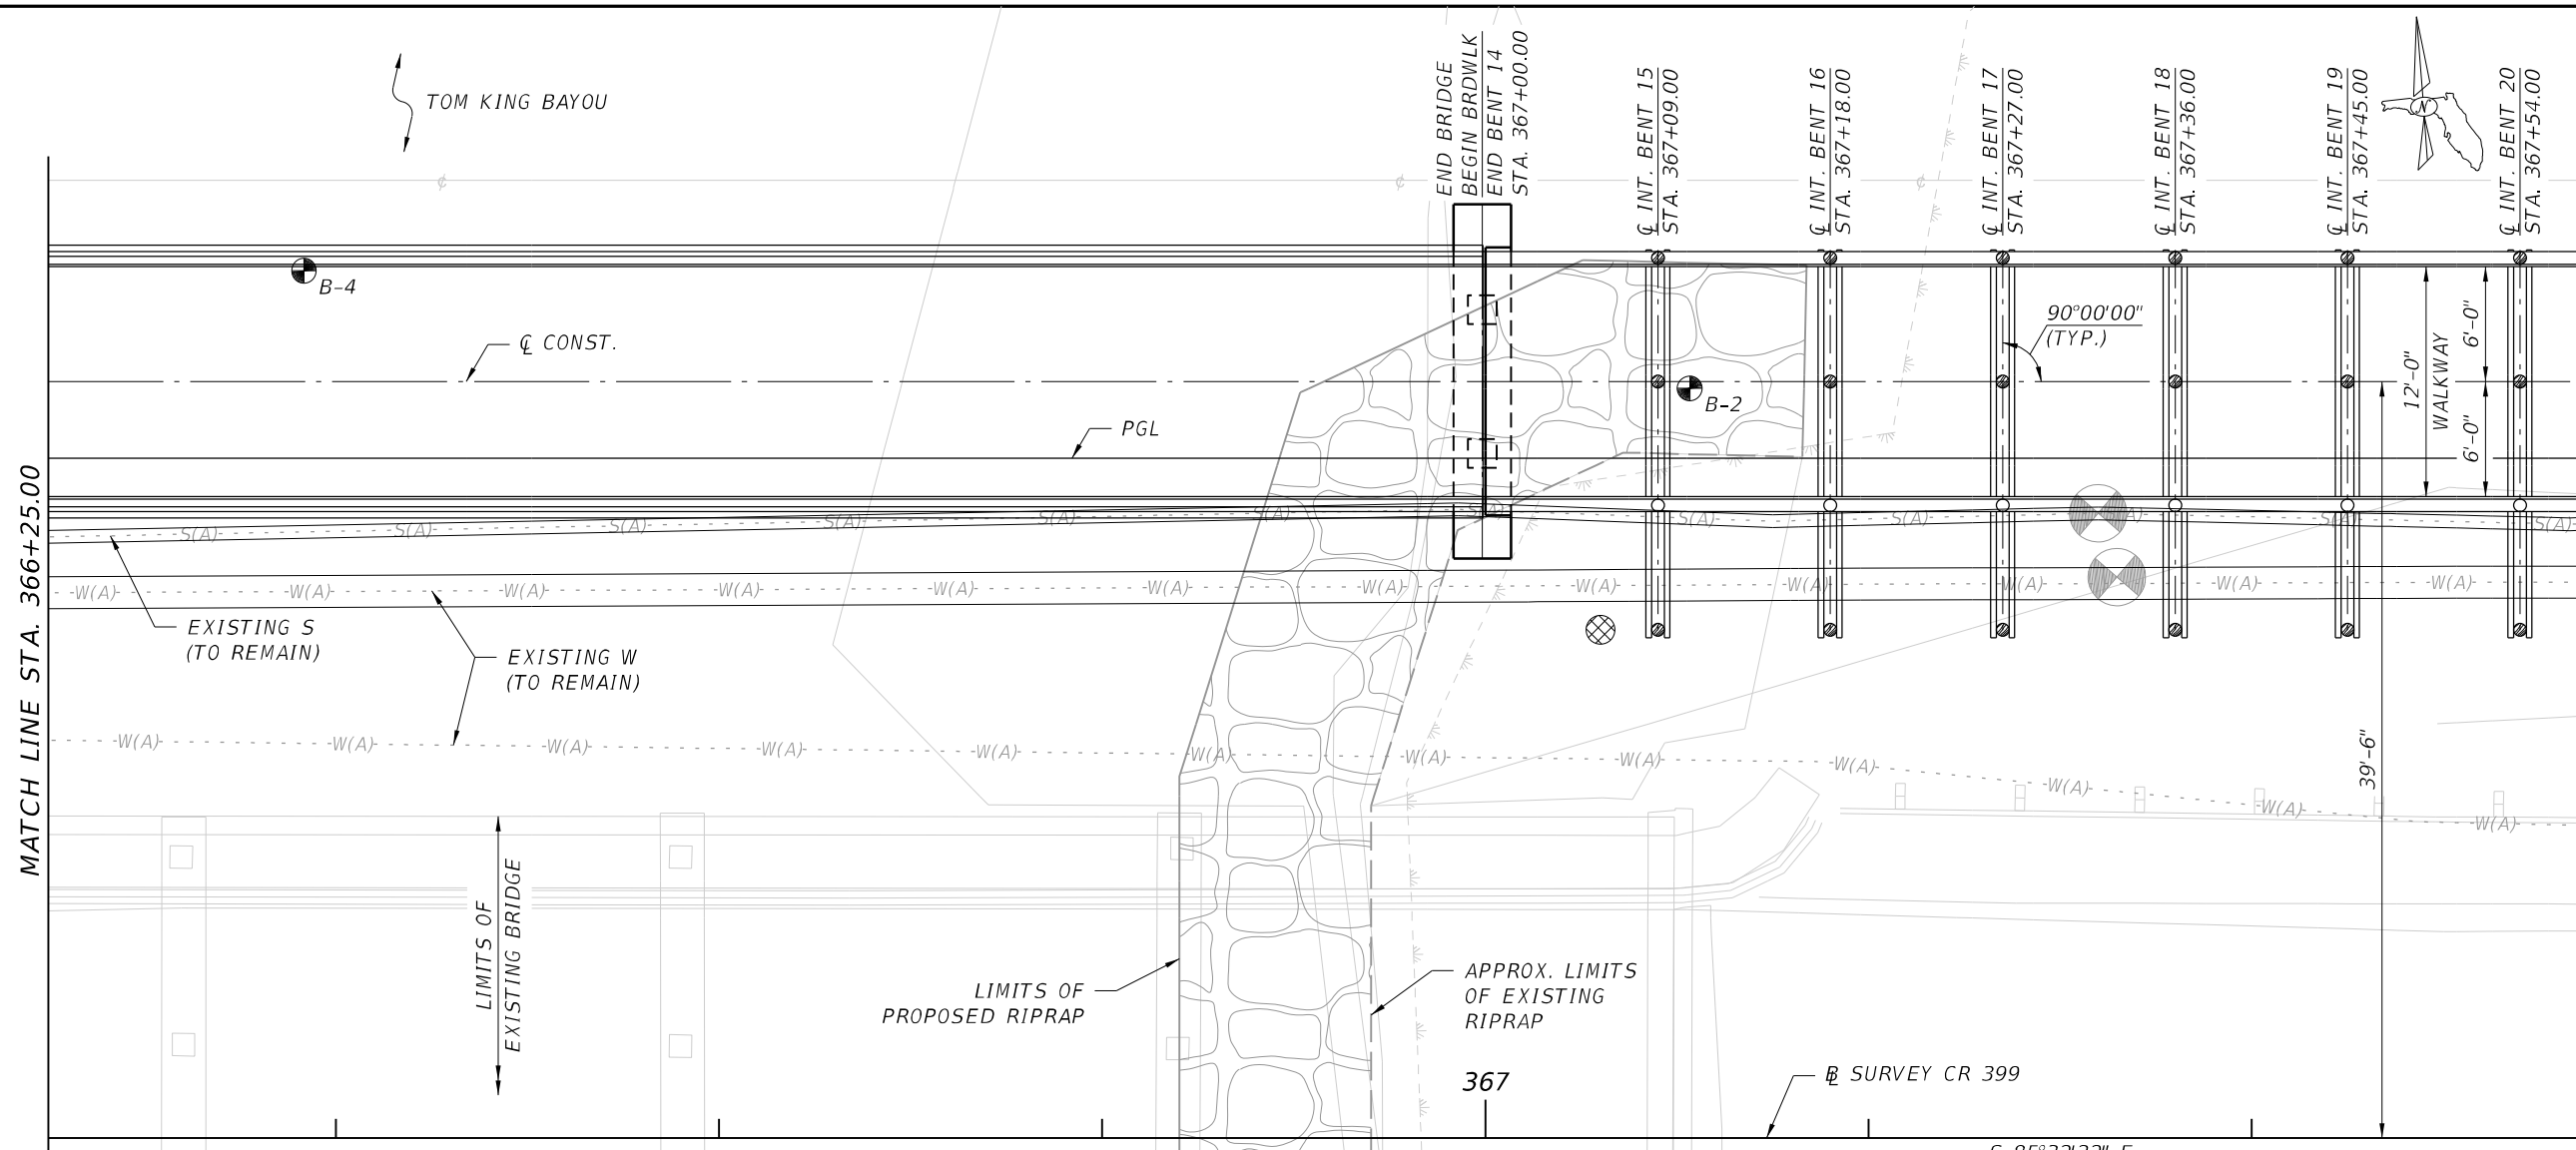 TOM KING BAYOU
END BRIDGE
BEGIN BRDWLK
END BENT 14
STA. 367+00.00
℄ INT. BENT 15
STA. 367+09.00
℄ INT. BENT 16
STA. 367+18.00
℄ INT. BENT 17
STA. 367+27.00
℄ INT. BENT 18
STA. 367+36.00
℄ INT. BENT 19
STA. 367+45.00
℄ INT. BENT 20
STA. 367+54.00
N
₵ ₵ ₵
B-4
℄ CONST.
90°00'00"
(TYP.)
12'-0"
WALKWAY
6'-0"
6'-0"
B-2
PGL
MATCH LINE STA. 366+25.00
S(A) S(A) S(A) S(A) S(A) S(A) S(A) S(A) S(A) S(A) S(A)
W(A) W(A) W(A) W(A) W(A) W(A) W(A) W(A) W(A) W(A) W(A) W(A)
EXISTING S
(TO REMAIN)
EXISTING W
(TO REMAIN)
W(A) W(A) W(A) W(A) W(A) W(A) W(A) W(A) W(A) W(A) W(A) W(A)
39'-6"
LIMITS OF
EXISTING BRIDGE
LIMITS OF
PROPOSED RIPRAP
APPROX. LIMITS
OF EXISTING
RIPRAP
367
BL SURVEY CR 399